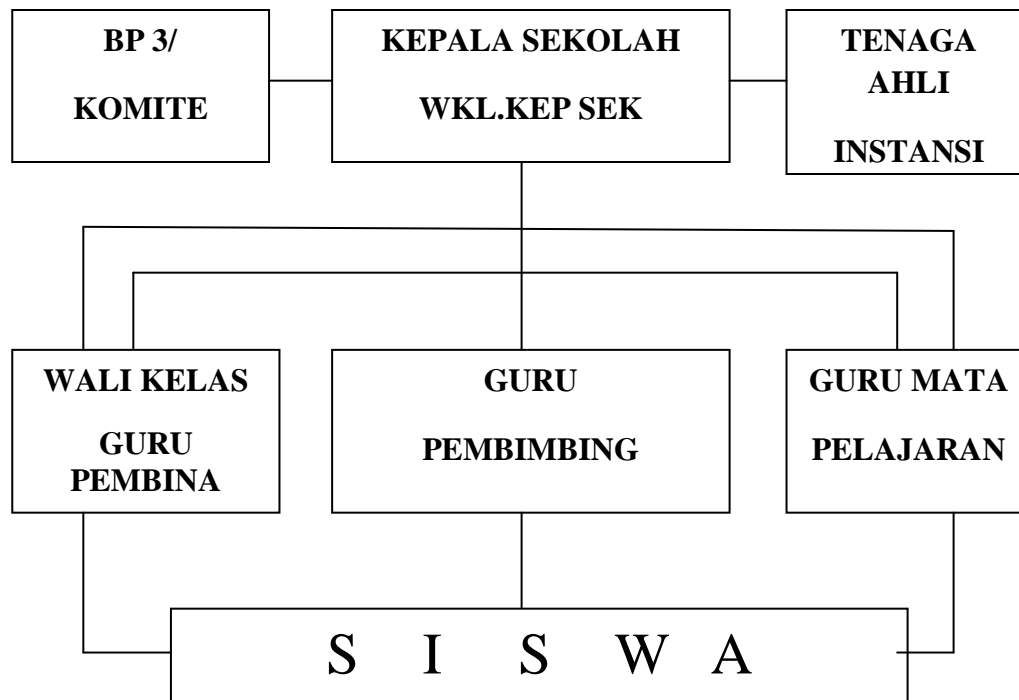 BP 3/
KOMITE
KEPALA SEKOLAH
WKL.KEP SEK
TENAGA
AHLI
INSTANSI
WALI KELAS
GURU
PEMBINA
GURU
PEMBIMBING
GURU MATA
PELAJARAN
S I S W A